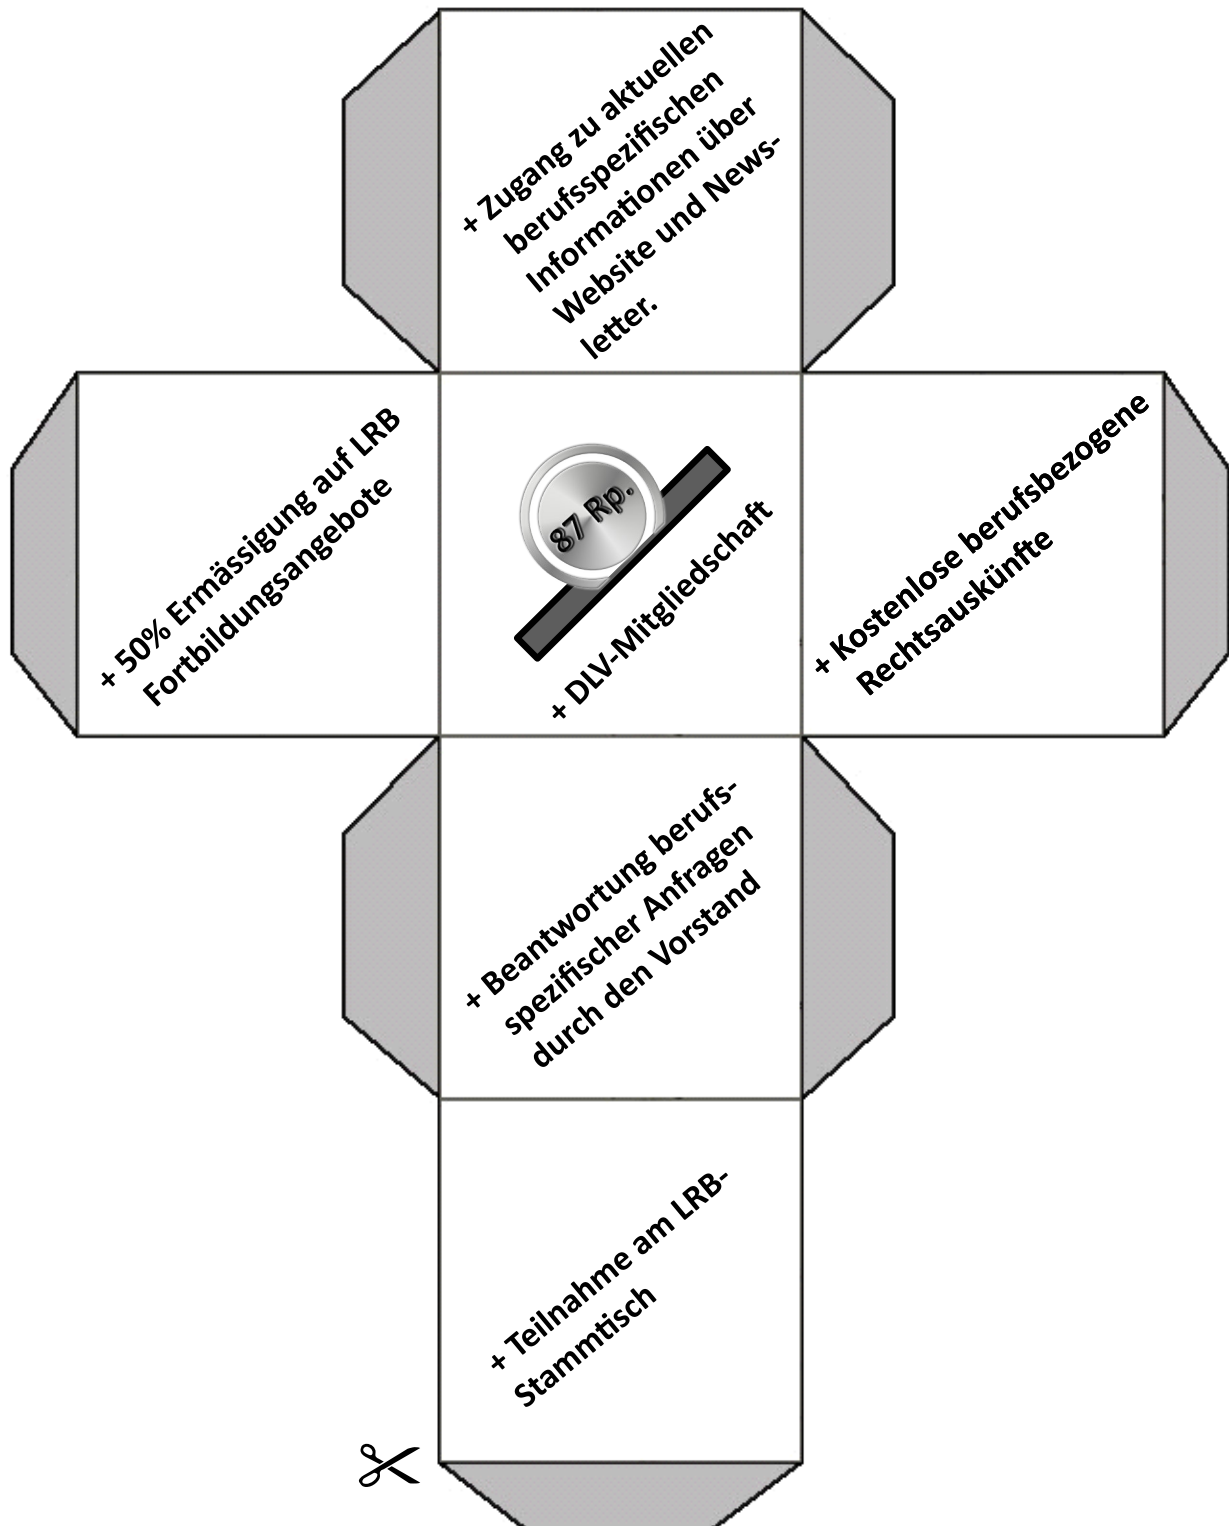 + Zugang zu aktuellen
berufsspezifischen
Informationen über
Website und News-
letter.
+ 50% Ermässigung auf LRB
Fortbildungsangebote
87 Rp.
+ DLV-Mitgliedschaft
+ Kostenlose berufsbezogene
Rechtsauskünfte
+ Beantwortung berufs-
spezifischer Anfragen
durch den Vorstand
+ Teilnahme am LRB-
Stammtisch